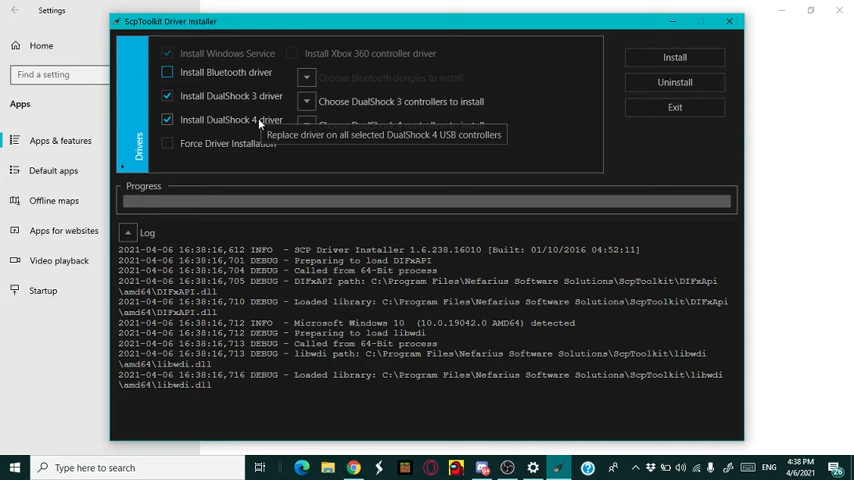 Settings
ScpToolkit Driver Installer
Home
Find a setting
Apps
Apps & features
Default apps
Offline maps
Apps for websites
Video playback
Startup
Drivers
Install Windows Service
Install Xbox 360 controller driver
Install Bluetooth driver
Choose Bluetooth dongles to install
Install DualShock 3 driver
Choose DualShock 3 controllers to install
Install DualShock 4 driver
Replace driver on all selected DualShock 4 USB controllers
Force Driver Installation
Install
Uninstall
Exit
Progress
Log
2021-04-06 16:38:16,612 INFO - SCP Driver Installer 1.6.238.16010 [Built: 01/10/2016 04:52:11]
2021-04-06 16:38:16,701 DEBUG - Preparing to load DIFxAPI
2021-04-06 16:38:16,704 DEBUG - Called from 64-Bit process
2021-04-06 16:38:16,705 DEBUG - DIFxAPI path: C:\Program Files\Nefarius Software Solutions\ScpToolkit\DIFxApi
\amd64\DIFxAPI.dll
2021-04-06 16:38:16,710 DEBUG - Loaded library: C:\Program Files\Nefarius Software Solutions\ScpToolkit\DIFxApi
\amd64\DIFxAPI.dll
2021-04-06 16:38:16,712 INFO - Microsoft Windows 10 (10.0.19042.0 AMD64) detected
2021-04-06 16:38:16,712 DEBUG - Preparing to load libwdi
2021-04-06 16:38:16,713 DEBUG - Called from 64-Bit process
2021-04-06 16:38:16,713 DEBUG - libwdi path: C:\Program Files\Nefarius Software Solutions\ScpToolkit\libwdi
\amd64\libwdi.dll
2021-04-06 16:38:16,716 DEBUG - Loaded library: C:\Program Files\Nefarius Software Solutions\ScpToolkit\libwdi
\amd64\libwdi.dll
Type here to search
ENG
4:38 PM
4/6/2021
26